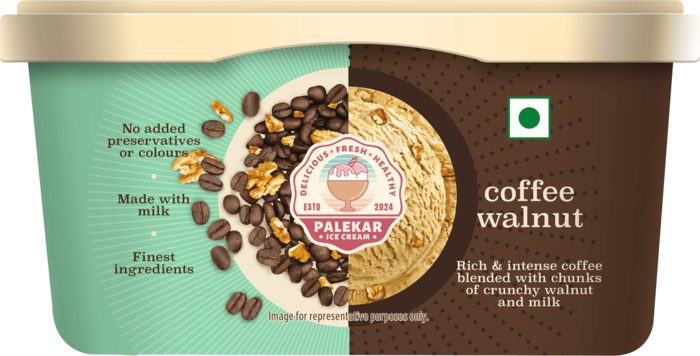 No added
preservatives
or colours
Made with
milk
Finest
ingredients
DELICIOUS • FRESH • HEALTHY
ESTD 2024
PALEKAR
• ICE CREAM •
coffee
walnut
Rich & intense coffee
blended with chunks
of crunchy walnut
and milk
Image for representative purposes only.